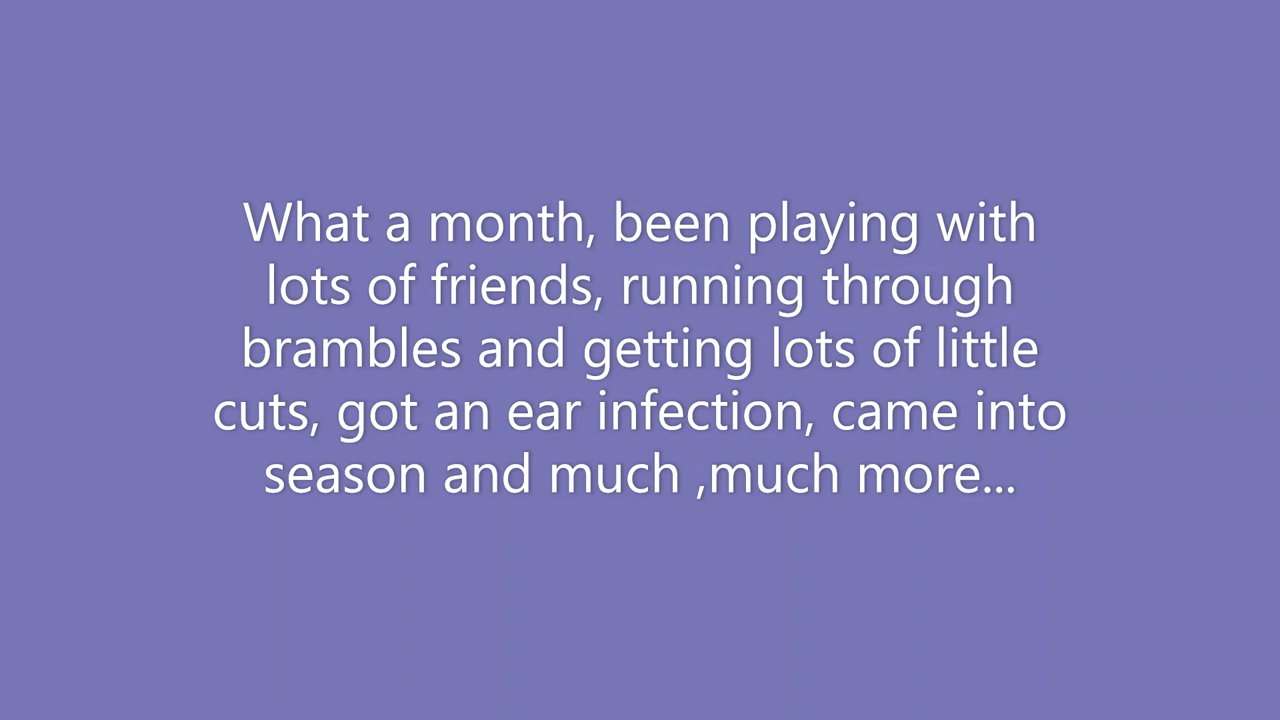 What a month, been playing with
lots of friends, running through
brambles and getting lots of little
cuts, got an ear infection, came into
season and much ,much more...